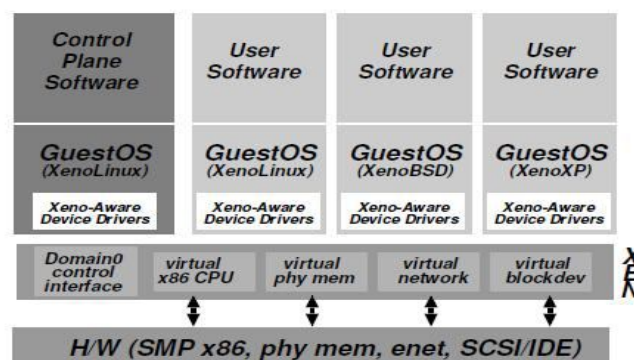 Control
Plane
Software
User
Software
User
Software
User
Software
GuestOS
(XenoLinux)
Xeno-Aware
Device Drivers
GuestOS
(XenoLinux)
Xeno-Aware
Device Drivers
GuestOS
(XenoBSD)
Xeno-Aware
Device Drivers
GuestOS
(XenoXP)
Xeno-Aware
Device Drivers
Domain0
control
interface
virtual
x86 CPU
virtual
phy mem
virtual
network
virtual
blockdev
X
E
N
H/W (SMP x86, phy mem, enet, SCSI/IDE)